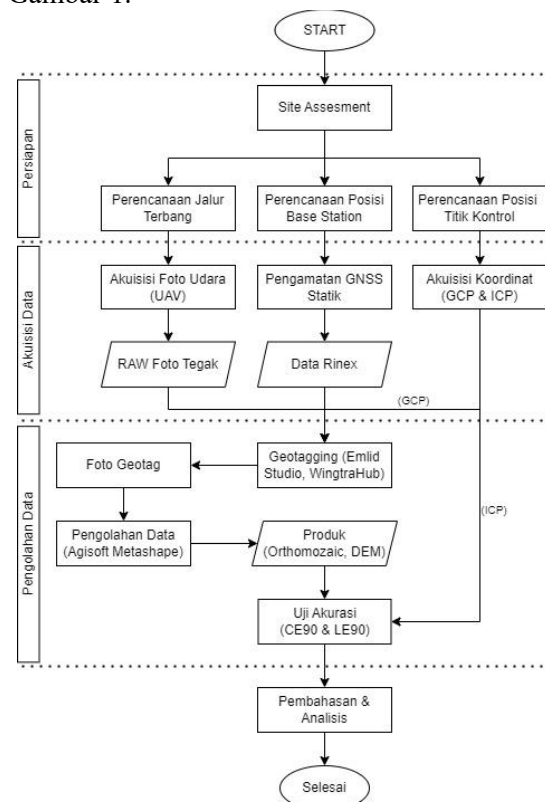 Gambar 1.
START
Persiapan
Site Assesment
Perencanaan Jalur
Terbang
Perencanaan Posisi
Base Station
Perencanaan Posisi
Titik Kontrol
Akuisisi Data
Akuisisi Foto Udara
(UAV)
Pengamatan GNSS
Statik
Akuisisi Koordinat
(GCP & ICP)
RAW Foto Tegak
Data Rinex
(GCP)
Pengolahan Data
Foto Geotag
Geotagging (Emlid
Studio, WingtraHub)
(ICP)
Pengolahan Data
(Agisoft Metashape)
Produk
(Orthomozaic, DEM)
Uji Akurasi
(CE90 & LE90)
Pembahasan &
Analisis
Selesai